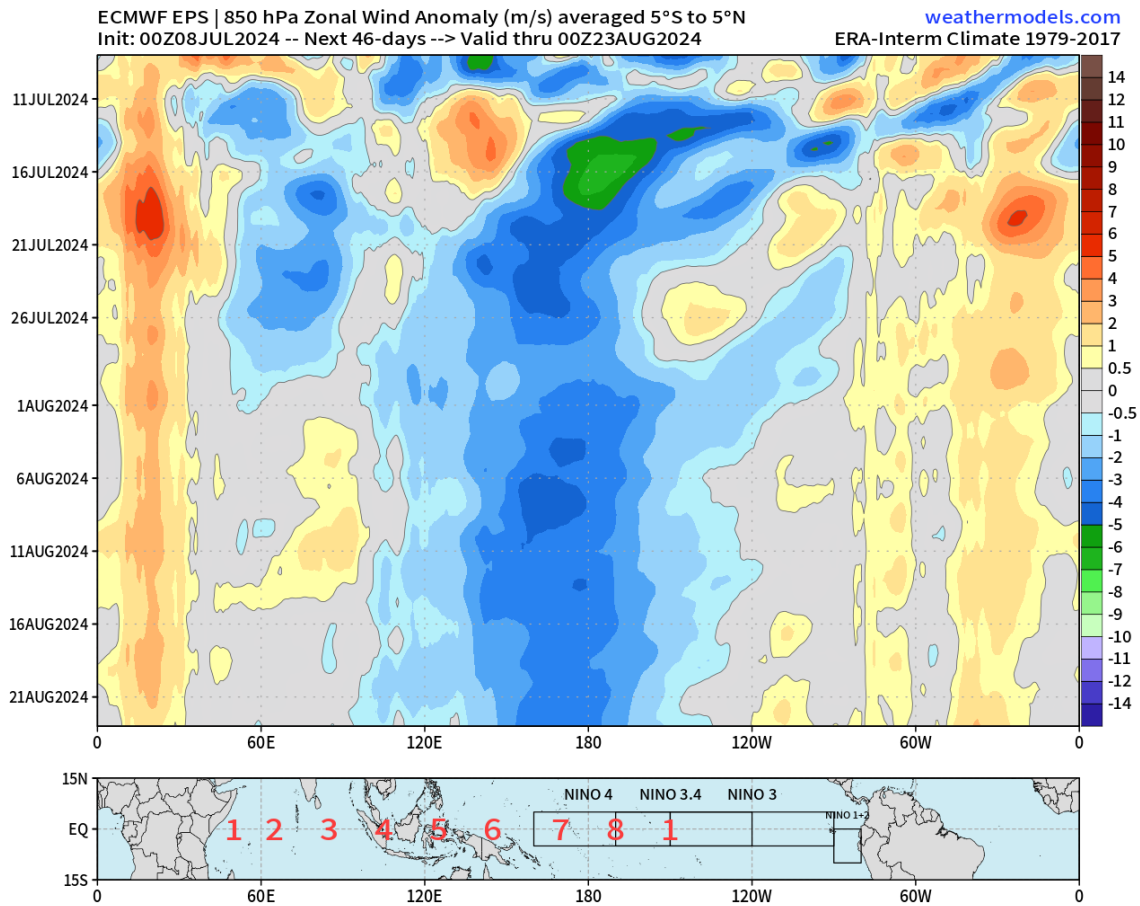 ECMWF EPS | 850 hPa Zonal Wind Anomaly (m/s) averaged 5°S to 5°N
weathermodels.com
Init: 00Z08JUL2024 -- Next 46-days --> Valid thru 00Z23AUG2024
ERA-Interm Climate 1979-2017
11JUL2024
16JUL2024
21JUL2024
26JUL2024
1AUG2024
6AUG2024
11AUG2024
16AUG2024
21AUG2024
0 60E 120E 180 120W 60W 0
14
12
11
10
9
8
7
6
5
4
3
2
1
0.5
0
-0.5
-1
-2
-3
-4
-5
-6
-7
-8
-9
-10
-11
-12
-14
15N
EQ
15S
NINO 4 NINO 3.4 NINO 3
NINO 1+2
1 2 3 4 5 6 7 8 1
0 60E 120E 180 120W 60W 0